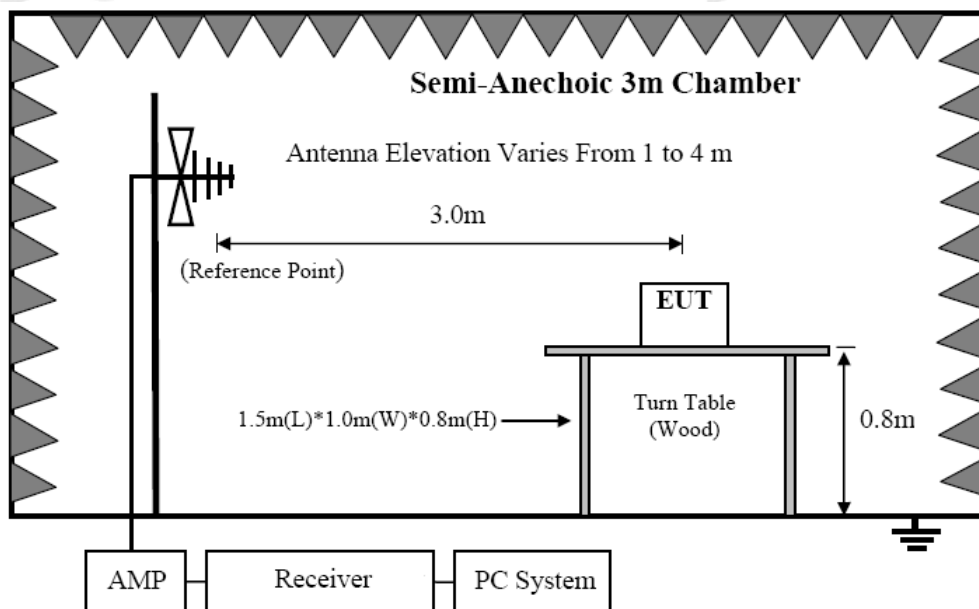 Semi-Anechoic 3m Chamber
Antenna Elevation Varies From 1 to 4 m
3.0m
(Reference Point)
EUT
1.5m(L)*1.0m(W)*0.8m(H)
Turn Table
(Wood)
0.8m
AMP
Receiver
PC System